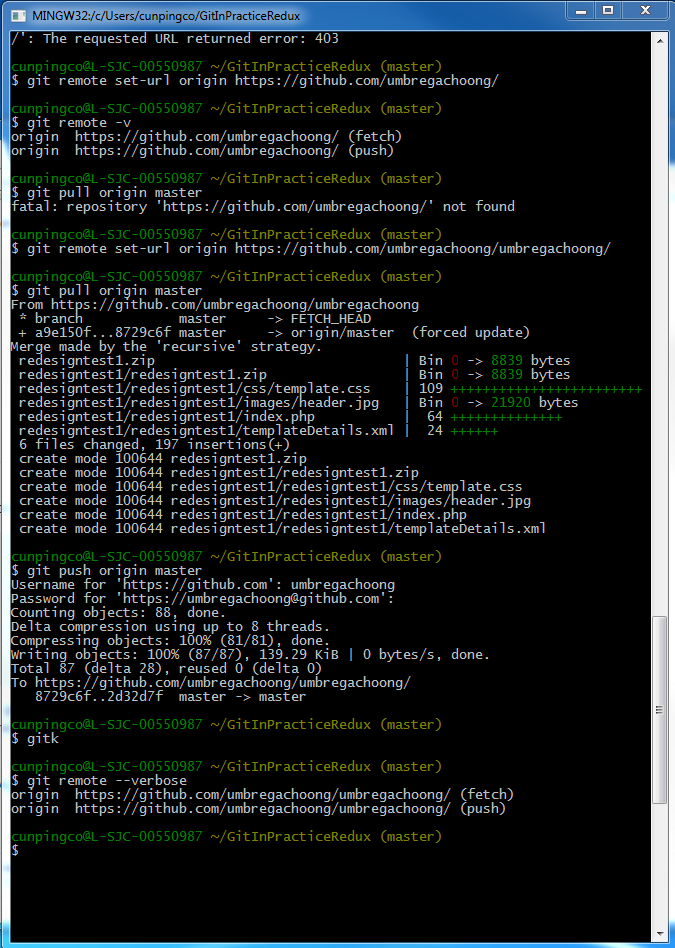 MINGW32:/c/Users/cunpingco/GitInPracticeRedux
/': The requested URL returned error: 403
cunpingco@L-SJC-00550987 ~/GitInPracticeRedux (master)
$ git remote set-url origin https://github.com/umbregachoong/
cunpingco@L-SJC-00550987 ~/GitInPracticeRedux (master)
$ git remote -v
origin  https://github.com/umbregachoong/ (fetch)
origin  https://github.com/umbregachoong/ (push)
cunpingco@L-SJC-00550987 ~/GitInPracticeRedux (master)
$ git pull origin master
fatal: repository 'https://github.com/umbregachoong/' not found
cunpingco@L-SJC-00550987 ~/GitInPracticeRedux (master)
$ git remote set-url origin https://github.com/umbregachoong/umbregachoong/
cunpingco@L-SJC-00550987 ~/GitInPracticeRedux (master)
$ git pull origin master
From https://github.com/umbregachoong/umbregachoong
 * branch            master     -> FETCH_HEAD
 + a9e150f...8729c6f master     -> origin/master  (forced update)
Merge made by the 'recursive' strategy.
 redesigntest1.zip                               | Bin 0 -> 8839 bytes
 redesigntest1/redesigntest1.zip                 | Bin 0 -> 8839 bytes
 redesigntest1/redesigntest1/css/template.css    | 109 ++++++++++++++++++++++++
 redesigntest1/redesigntest1/images/header.jpg   | Bin 0 -> 21920 bytes
 redesigntest1/redesigntest1/index.php           |  64 ++++++++++++++
 redesigntest1/redesigntest1/templateDetails.xml |  24 ++++++
 6 files changed, 197 insertions(+)
 create mode 100644 redesigntest1.zip
 create mode 100644 redesigntest1/redesigntest1.zip
 create mode 100644 redesigntest1/redesigntest1/css/template.css
 create mode 100644 redesigntest1/redesigntest1/images/header.jpg
 create mode 100644 redesigntest1/redesigntest1/index.php
 create mode 100644 redesigntest1/redesigntest1/templateDetails.xml
cunpingco@L-SJC-00550987 ~/GitInPracticeRedux (master)
$ git push origin master
Username for 'https://github.com': umbregachoong
Password for 'https://umbregachoong@github.com':
Counting objects: 88, done.
Delta compression using up to 8 threads.
Compressing objects: 100% (81/81), done.
Writing objects: 100% (87/87), 139.29 KiB | 0 bytes/s, done.
Total 87 (delta 28), reused 0 (delta 0)
To https://github.com/umbregachoong/umbregachoong/
   8729c6f..2d32d7f  master -> master
cunpingco@L-SJC-00550987 ~/GitInPracticeRedux (master)
$ gitk
cunpingco@L-SJC-00550987 ~/GitInPracticeRedux (master)
$ git remote --verbose
origin  https://github.com/umbregachoong/umbregachoong/ (fetch)
origin  https://github.com/umbregachoong/umbregachoong/ (push)
cunpingco@L-SJC-00550987 ~/GitInPracticeRedux (master)
$